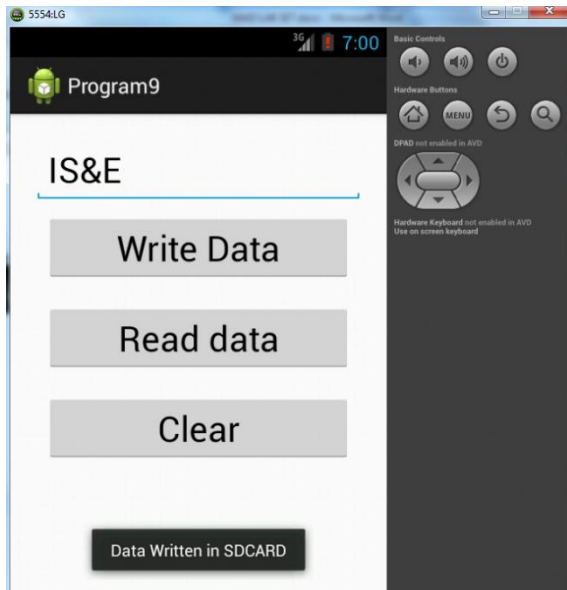 5554:LG
3G 7:00
Program9
IS&E
Write Data
Read data
Clear
Data Written in SDCARD
Basic Controls
Hardware Buttons
MENU
DPAD not enabled in AVD
Hardware Keyboard not enabled in AVD
Use on screen keyboard